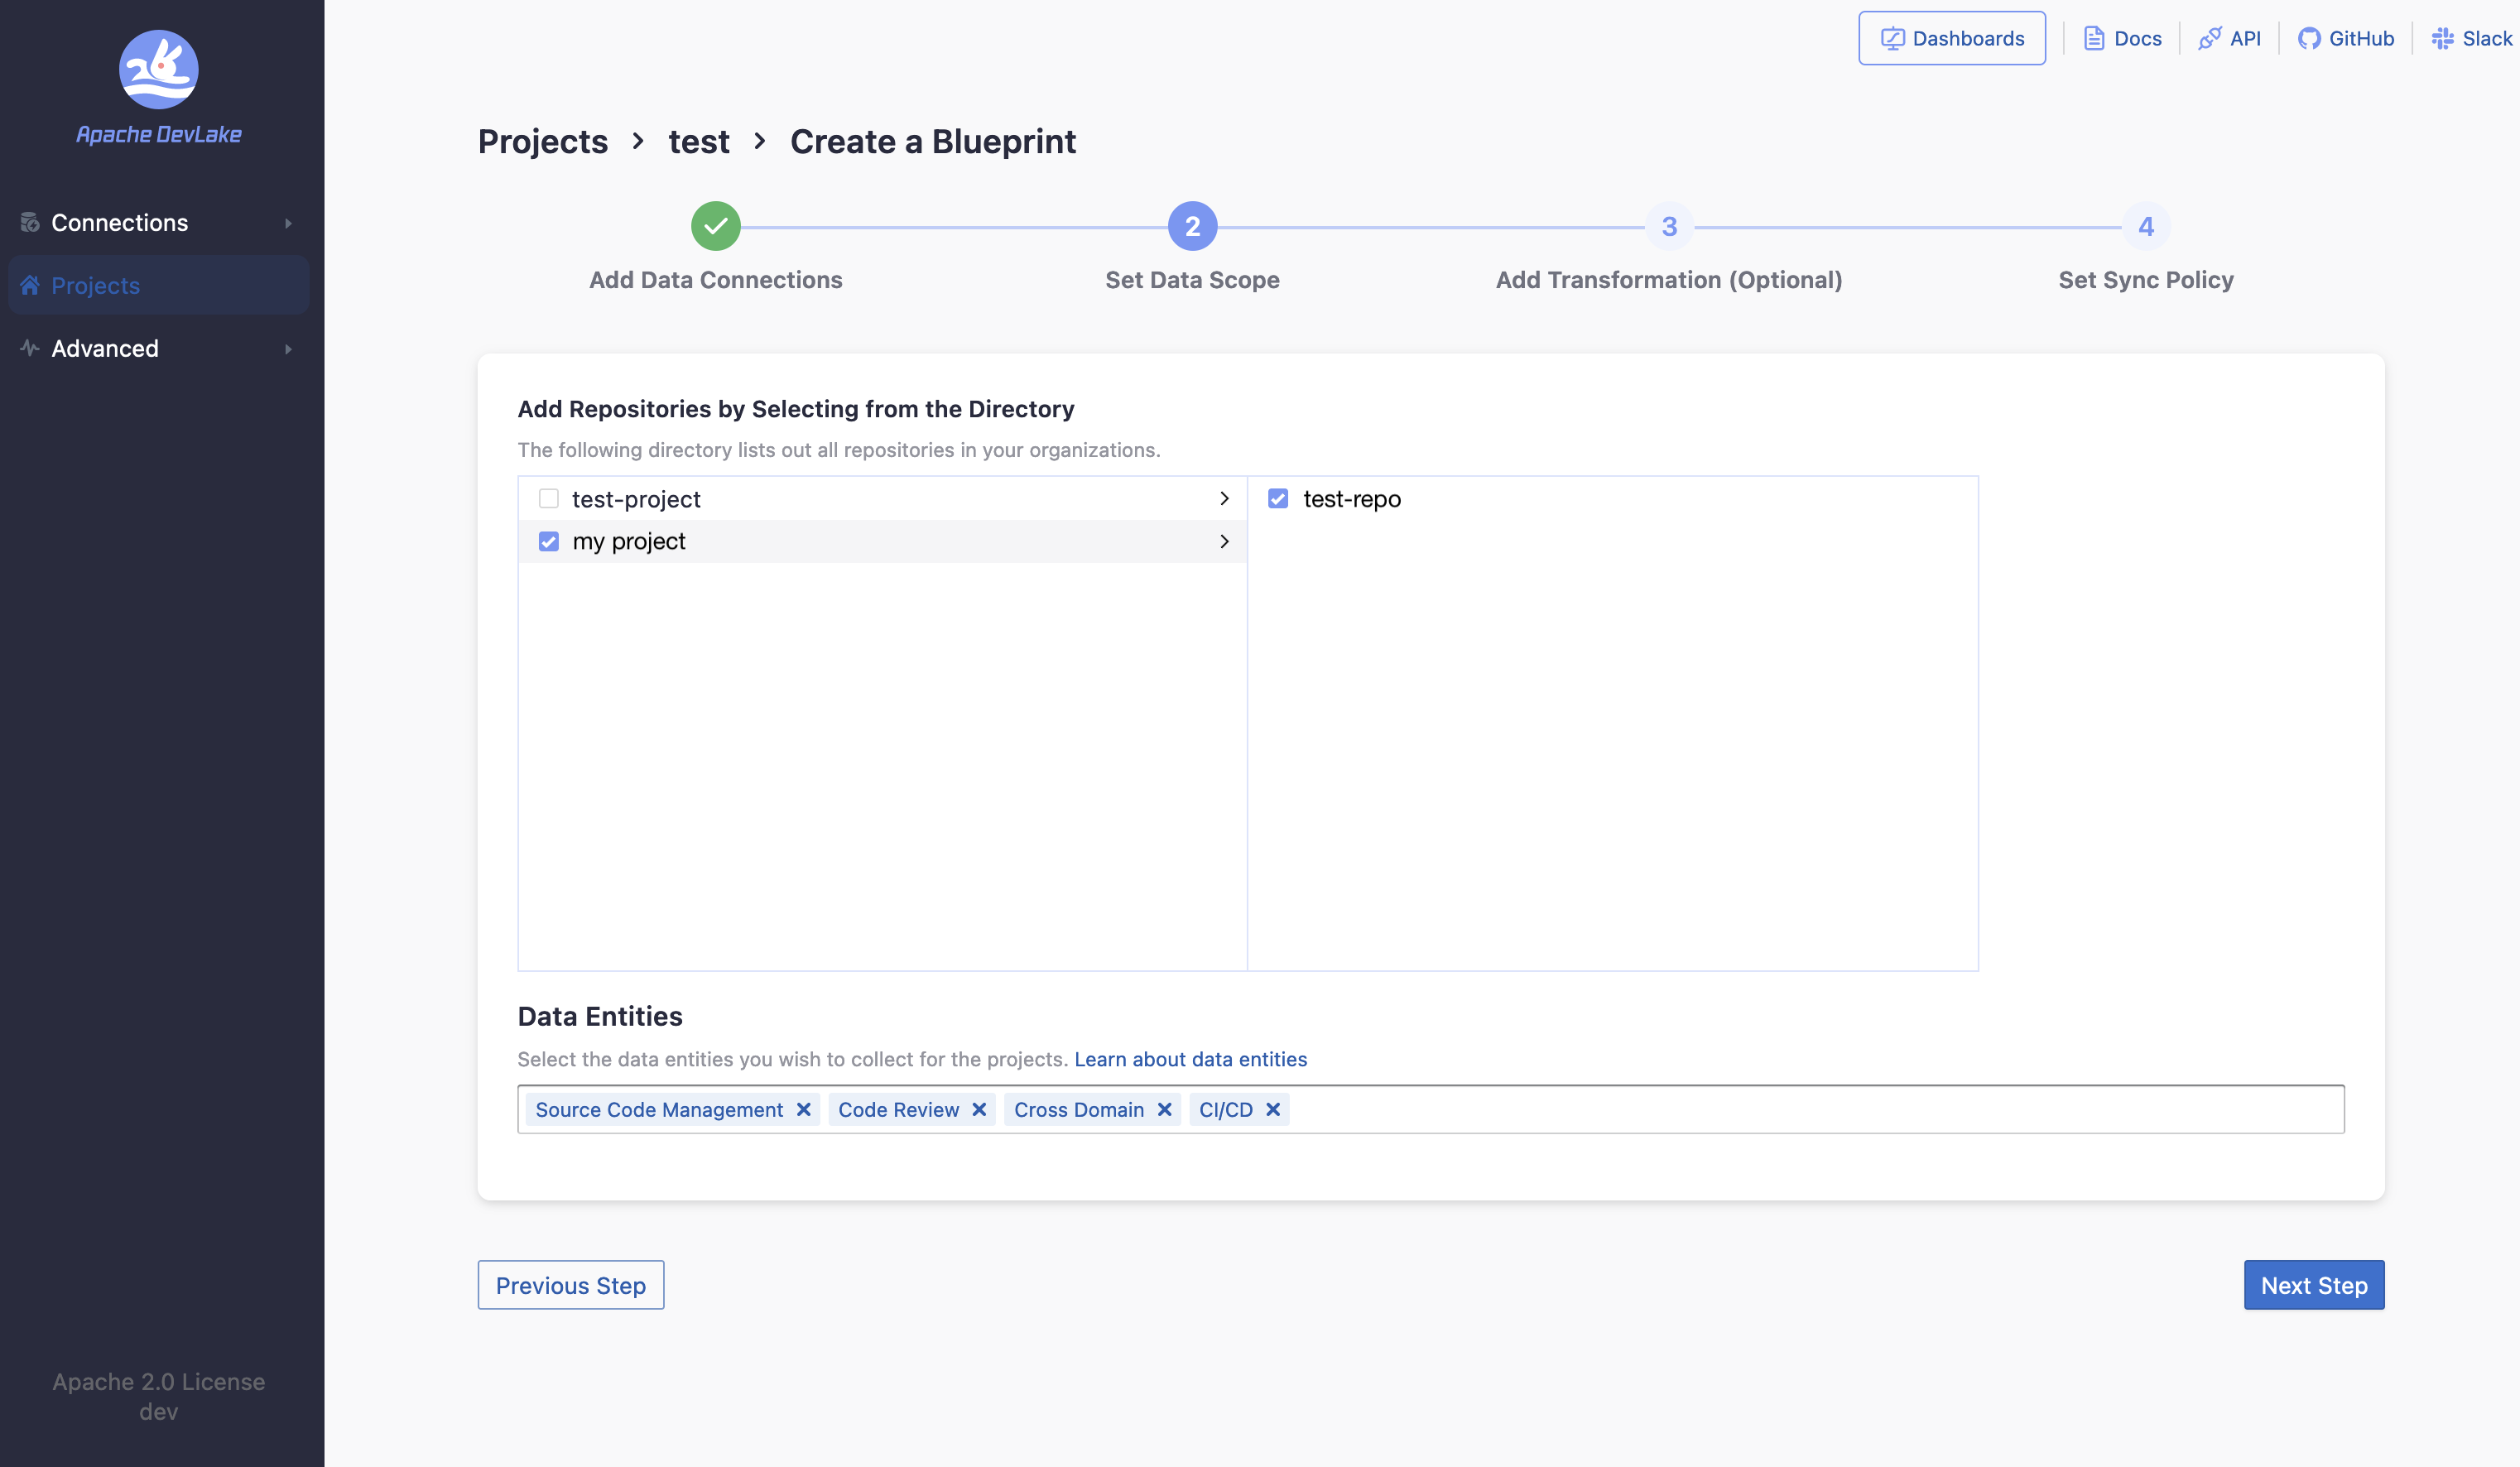 Apache DevLake
Connections
Projects
Advanced
Apache 2.0 License
dev
Dashboards
Docs
API
GitHub
Slack
Projects > test > Create a Blueprint
2
3
4
Add Data Connections
Set Data Scope
Add Transformation (Optional)
Set Sync Policy
Add Repositories by Selecting from the Directory
The following directory lists out all repositories in your organizations.
test-project
my project
test-repo
Data Entities
Select the data entities you wish to collect for the projects. Learn about data entities
Source Code Management
Code Review
Cross Domain
CI/CD
Previous Step
Next Step